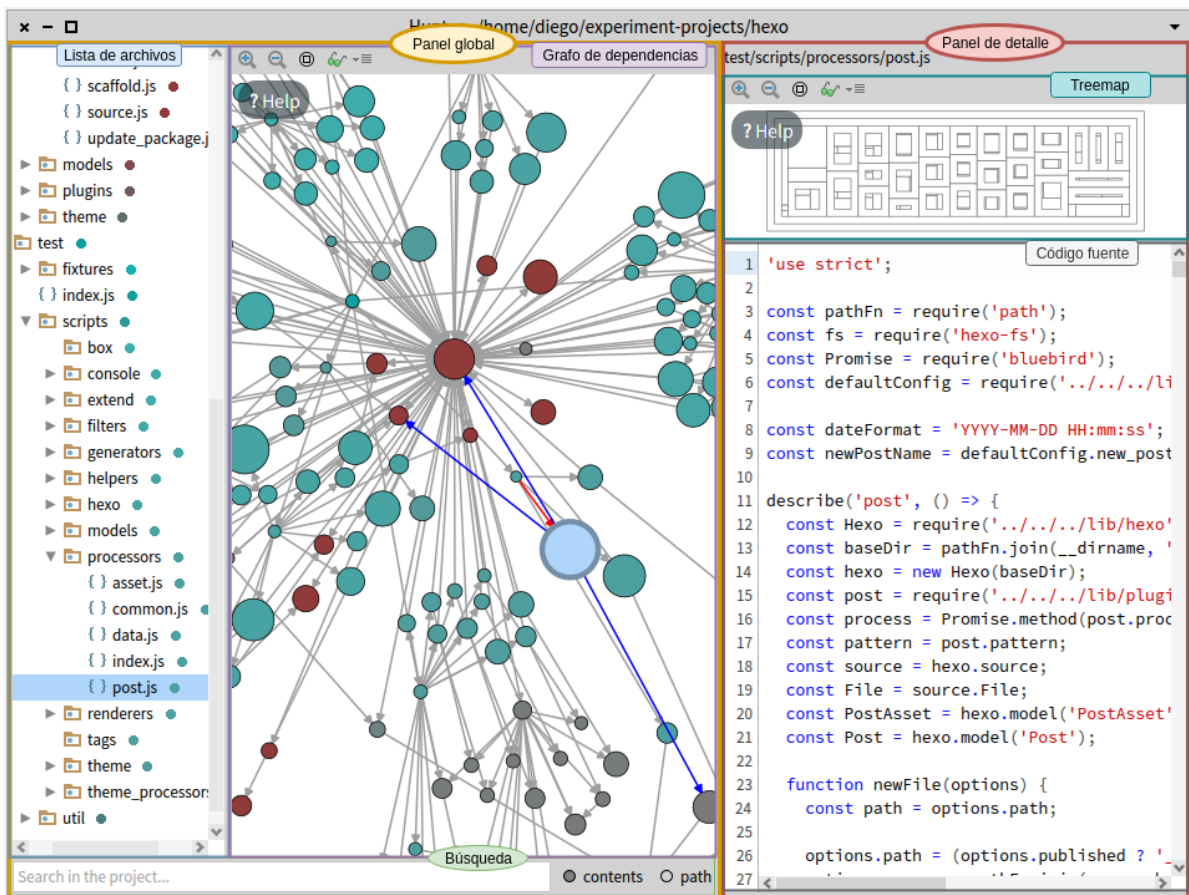 /home/diego/experiment-projects/hexo
Panel global
Panel de detalle
Lista de archivos
Grafo de dependencias
test/scripts/processors/post.js
Treemap
? Help
? Help
{ } scaffold.js
{ } source.js
{ } update_package.j
models
plugins
theme
test
fixtures
{ } index.js
scripts
box
console
extend
filters
generators
helpers
hexo
models
processors
{ } asset.js
{ } common.js
{ } data.js
{ } index.js
{ } post.js
renderers
tags
theme
theme_processors
util
Búsqueda
Search in the project...
contents
path
Código fuente
1 'use strict';
2
3 const pathFn = require('path');
4 const fs = require('hexo-fs');
5 const Promise = require('bluebird');
6 const defaultConfig = require('../../../li
7
8 const dateFormat = 'YYYY-MM-DD HH:mm:ss';
9 const newPostName = defaultConfig.new_post
10
11 describe('post', () => {
12 const Hexo = require('../../../lib/hexo'
13 const baseDir = pathFn.join(__dirname, '
14 const hexo = new Hexo(baseDir);
15 const post = require('../../../lib/plugi
16 const process = Promise.method(post.proc
17 const pattern = post.pattern;
18 const source = hexo.source;
19 const File = source.File;
20 const PostAsset = hexo.model('PostAsset'
21 const Post = hexo.model('Post');
22
23 function newFile(options) {
24 const path = options.path;
25
26 options.path = (options.published ? '_
27